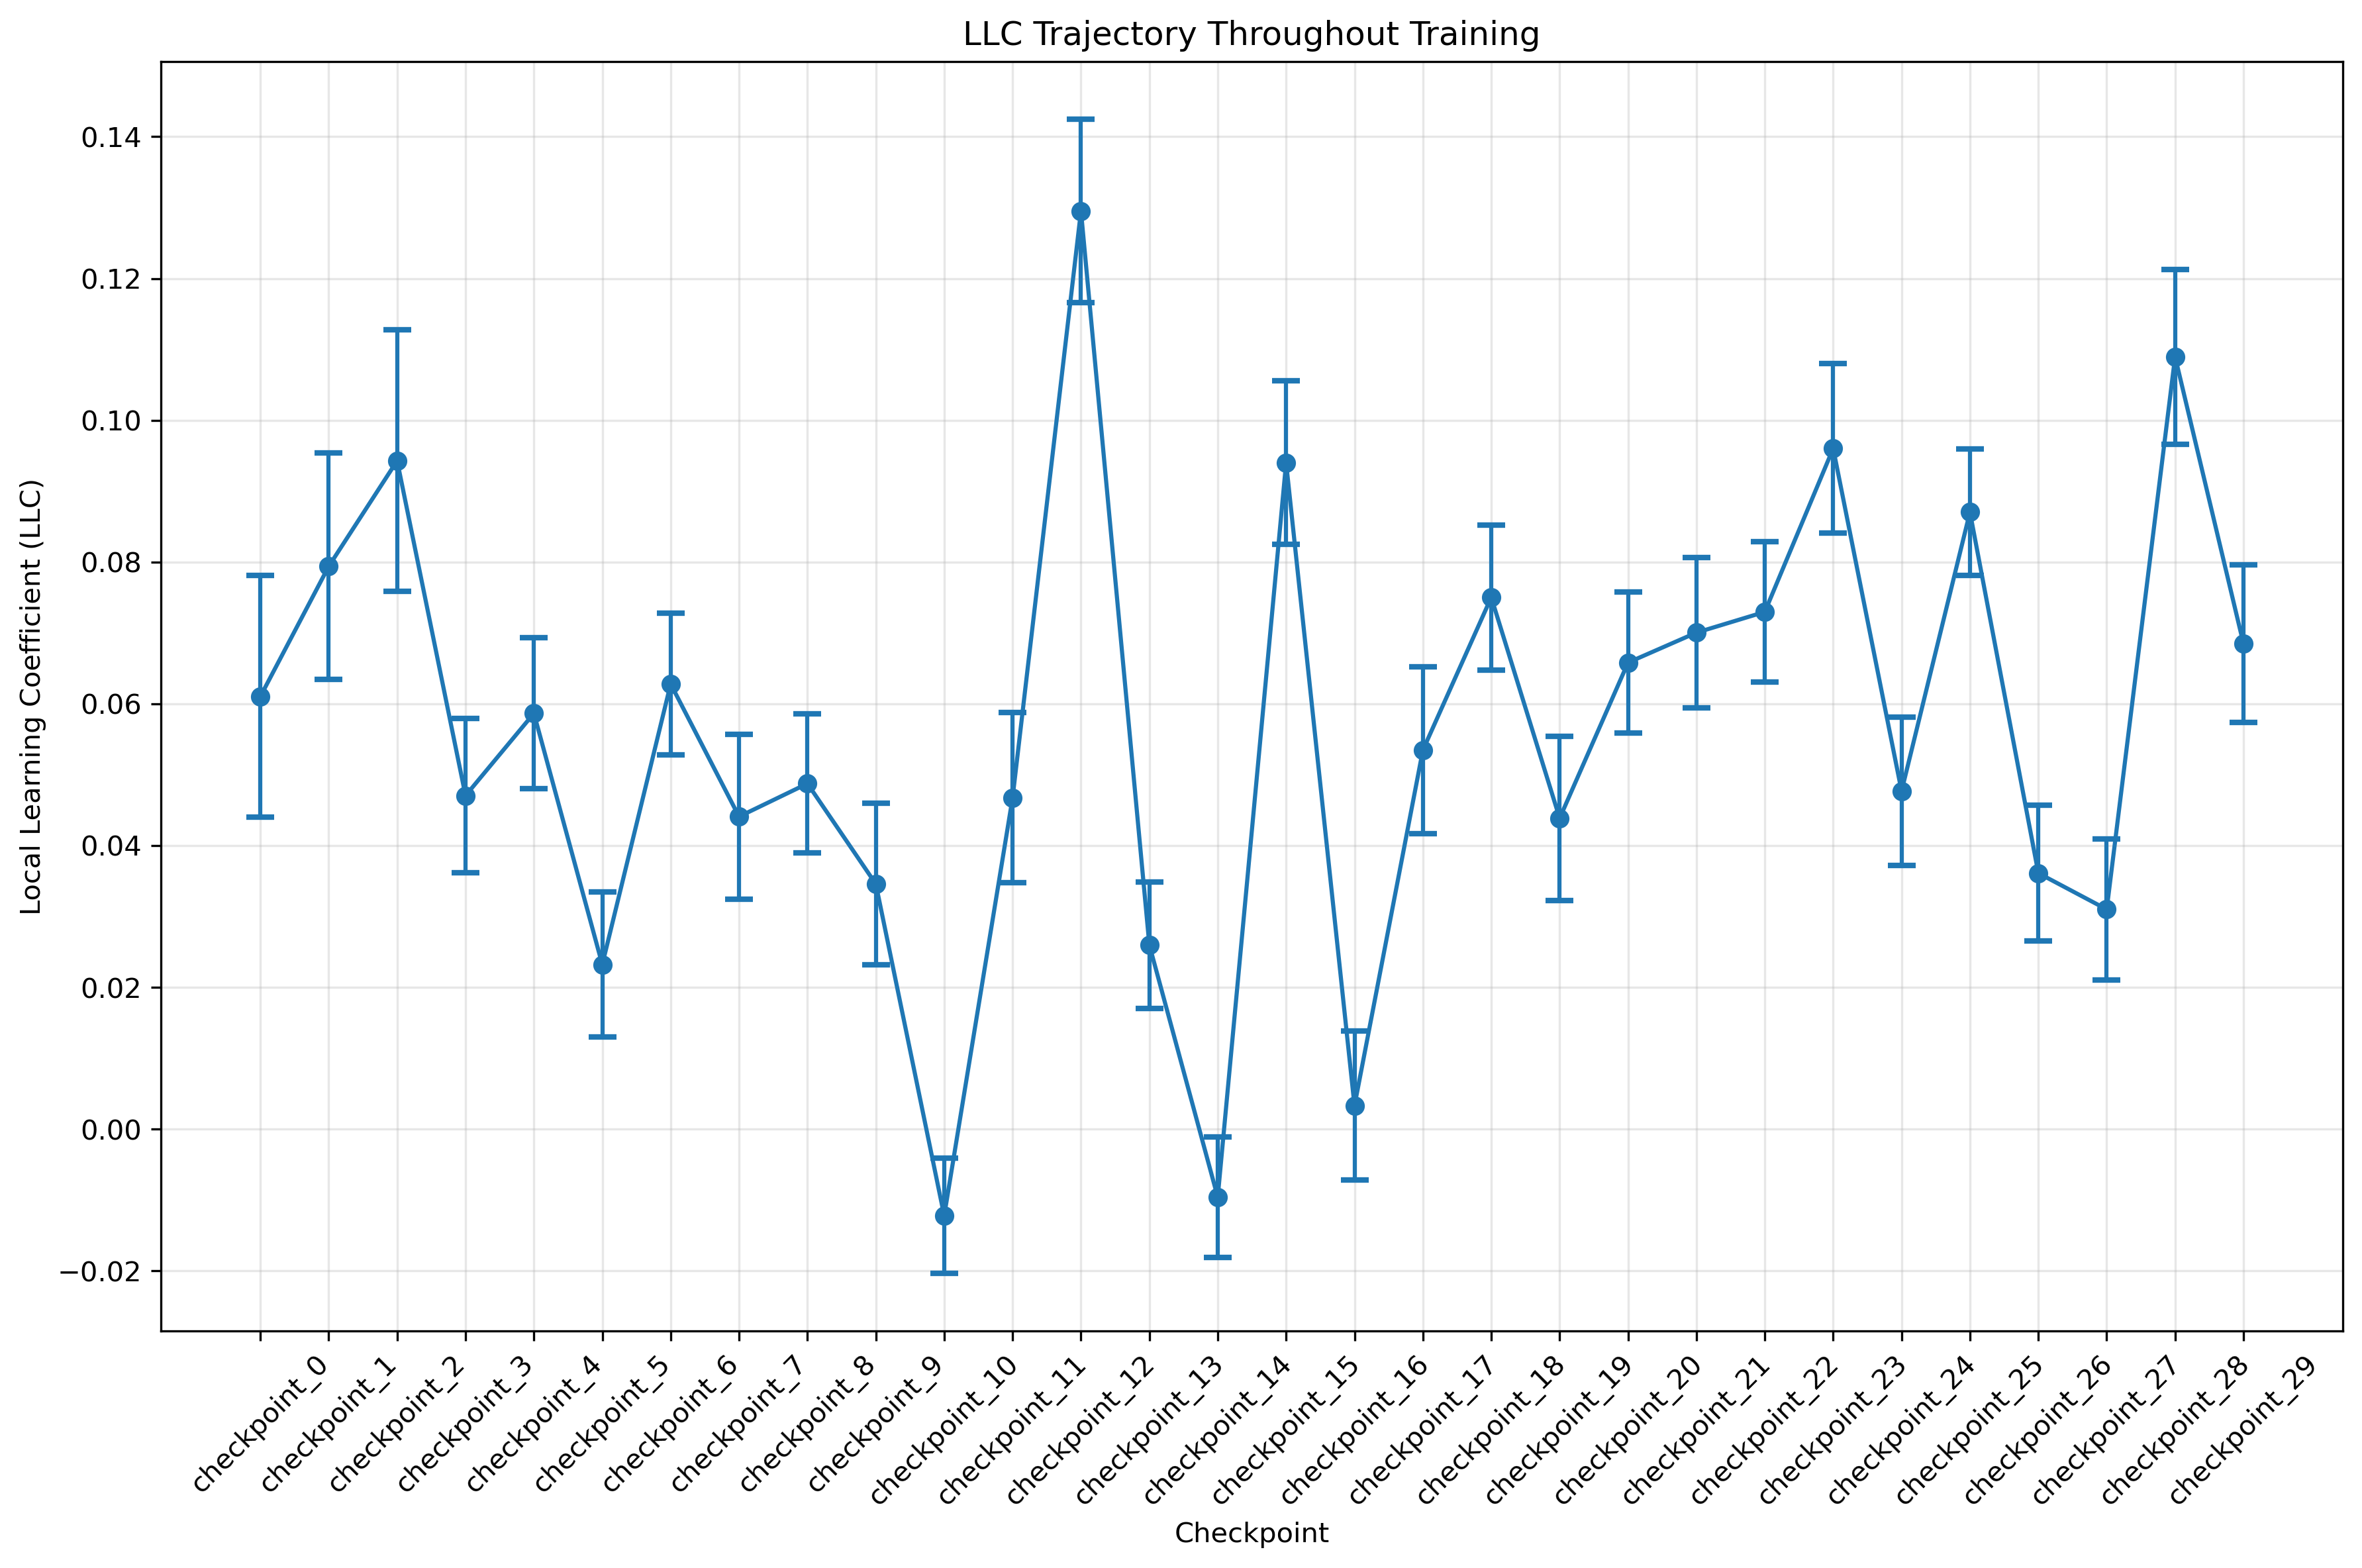 LLC Trajectory Throughout Training
Local Learning Coefficient (LLC)
0.14
0.12
0.10
0.08
0.06
0.04
0.02
0.00
−0.02
checkpoint_0
checkpoint_1
checkpoint_2
checkpoint_3
checkpoint_4
checkpoint_5
checkpoint_6
checkpoint_7
checkpoint_8
checkpoint_9
checkpoint_10
checkpoint_11
checkpoint_12
checkpoint_13
checkpoint_14
checkpoint_15
checkpoint_16
checkpoint_17
checkpoint_18
checkpoint_19
checkpoint_20
checkpoint_21
checkpoint_22
checkpoint_23
checkpoint_24
checkpoint_25
checkpoint_26
checkpoint_27
checkpoint_28
checkpoint_29
Checkpoint